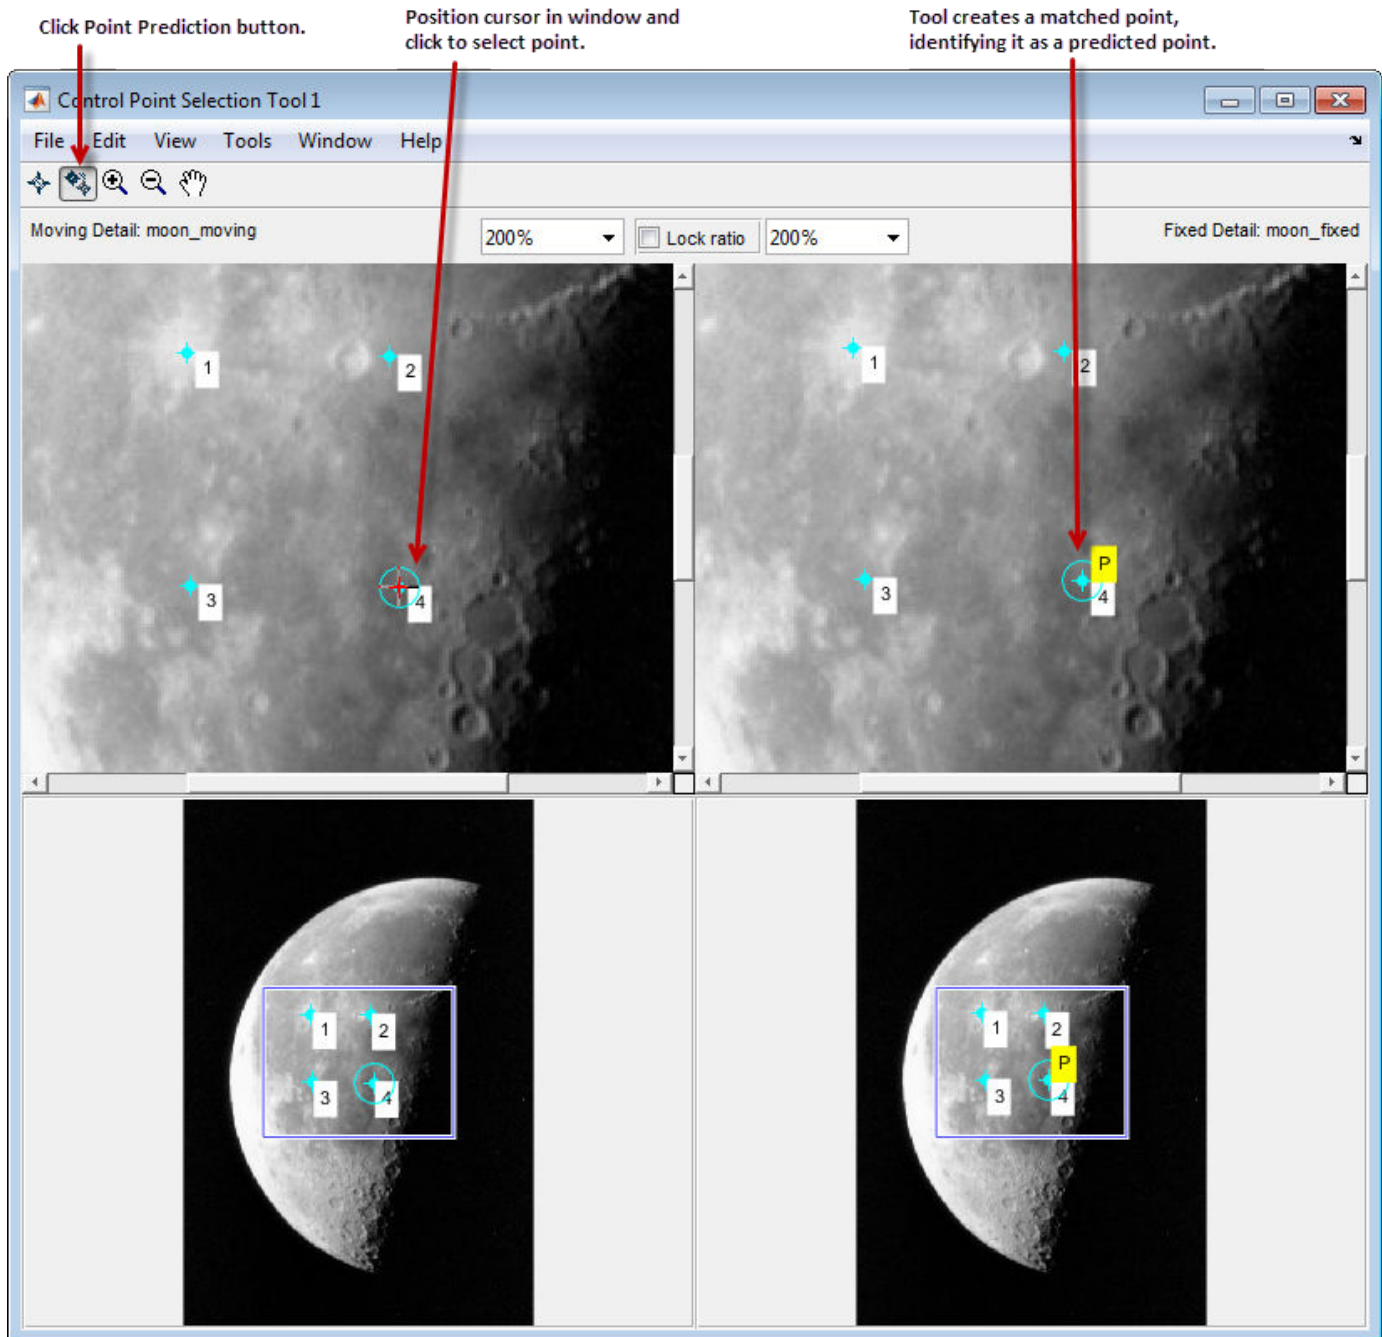 Click Point Prediction button.
Position cursor in window and
click to select point.
Tool creates a matched point,
identifying it as a predicted point.
Control Point Selection Tool 1
File Edit View Tools Window Help
Moving Detail: moon_moving
200%
Lock ratio
200%
Fixed Detail: moon_fixed
1
2
3
4
1
2
3
P
4
1
2
3
4
1
2
P
3
4